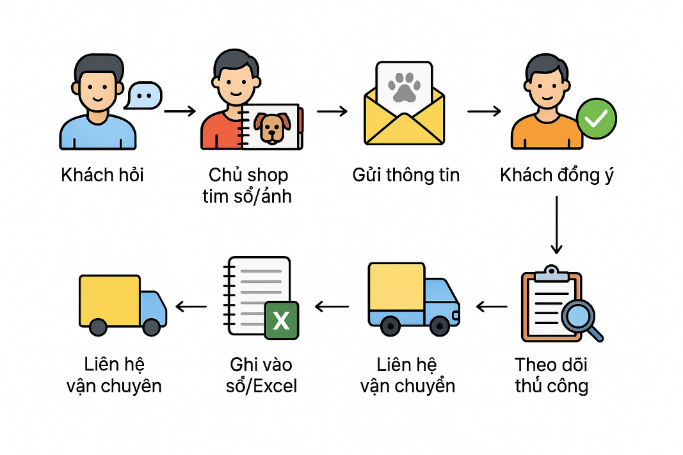 Khách hỏi
Chủ shop
tim sổ/ảnh
Gửi thông tin
Khách đồng ý
Theo dõi
thủ công
Liên hệ
vận chuyển
X
Ghi vào
sổ/Excel
Liên hệ
vận chuyên